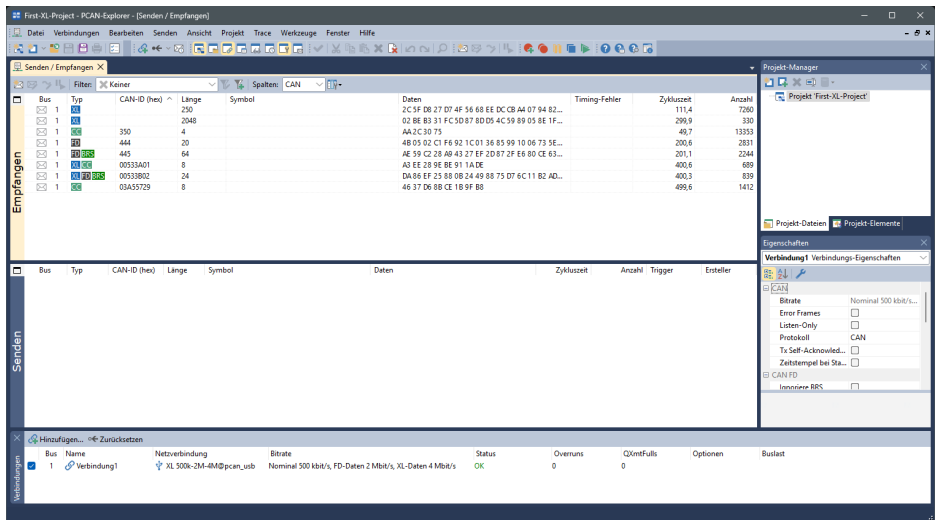 First-XL-Project - PCAN-Explorer - [Senden / Empfangen]
Datei Verbindungen Bearbeiten Senden Ansicht Projekt Trace Werkzeuge Fenster Hilfe
Senden / Empfangen
Filter: Keiner Spalten: CAN
Bus Typ CAN-ID (hex) Länge Symbol Daten Timing-Fehler Zykluszeit Anzahl
1 XL 250 2C 5F D8 27 D7 4F 56 68 EE DC CB A4 07 94 82... 111,4 7260
1 XL 2048 02 BE B3 31 FC 5D 87 8D D5 4C 59 89 05 8E 1F... 299,9 330
1 CC 350 4 AA 2C 30 75 49,7 13353
1 FD 444 20 4B 05 02 C1 F6 92 1C 01 36 85 99 10 06 73 5E... 200,6 2831
1 FD BRS 445 64 AE 59 C2 28 A9 43 27 EF 2D 87 2F E6 80 CE 63... 201,1 2244
1 XL CC 00533A01 8 A3 EE 28 9E BE 91 1A DE 400,6 689
1 XL FD BRS 00533B02 24 DA 86 EF 25 88 0B 24 49 88 75 D7 6C 11 B2 AD... 400,3 839
1 CC 03A55729 8 46 37 D6 8B CE 1B 9F B8 499,6 1412
Empfangen
Bus Typ CAN-ID (hex) Länge Symbol Daten Zykluszeit Anzahl Trigger Ersteller
Senden
Projekt-Manager
Projekt 'First-XL-Project'
Projekt-Dateien Projekt-Elemente
Eigenschaften
Verbindung1 Verbindungs-Eigenschaften
CAN
Bitrate Nominal 500 kbit/s...
Error Frames
Listen-Only
Protokoll CAN
Tx Self-Acknowled...
Zeitstempel bei Sta...
CAN FD
Ignoriere BRS
Hinzufügen... Zurücksetzen
Bus Name Netzverbindung Bitrate Status Overruns QXmtFulls Optionen Buslast
1 Verbindung1 XL 500k-2M-4M@pcan_usb Nominal 500 kbit/s, FD-Daten 2 Mbit/s, XL-Daten 4 Mbit/s OK 0 0
Verbindungen